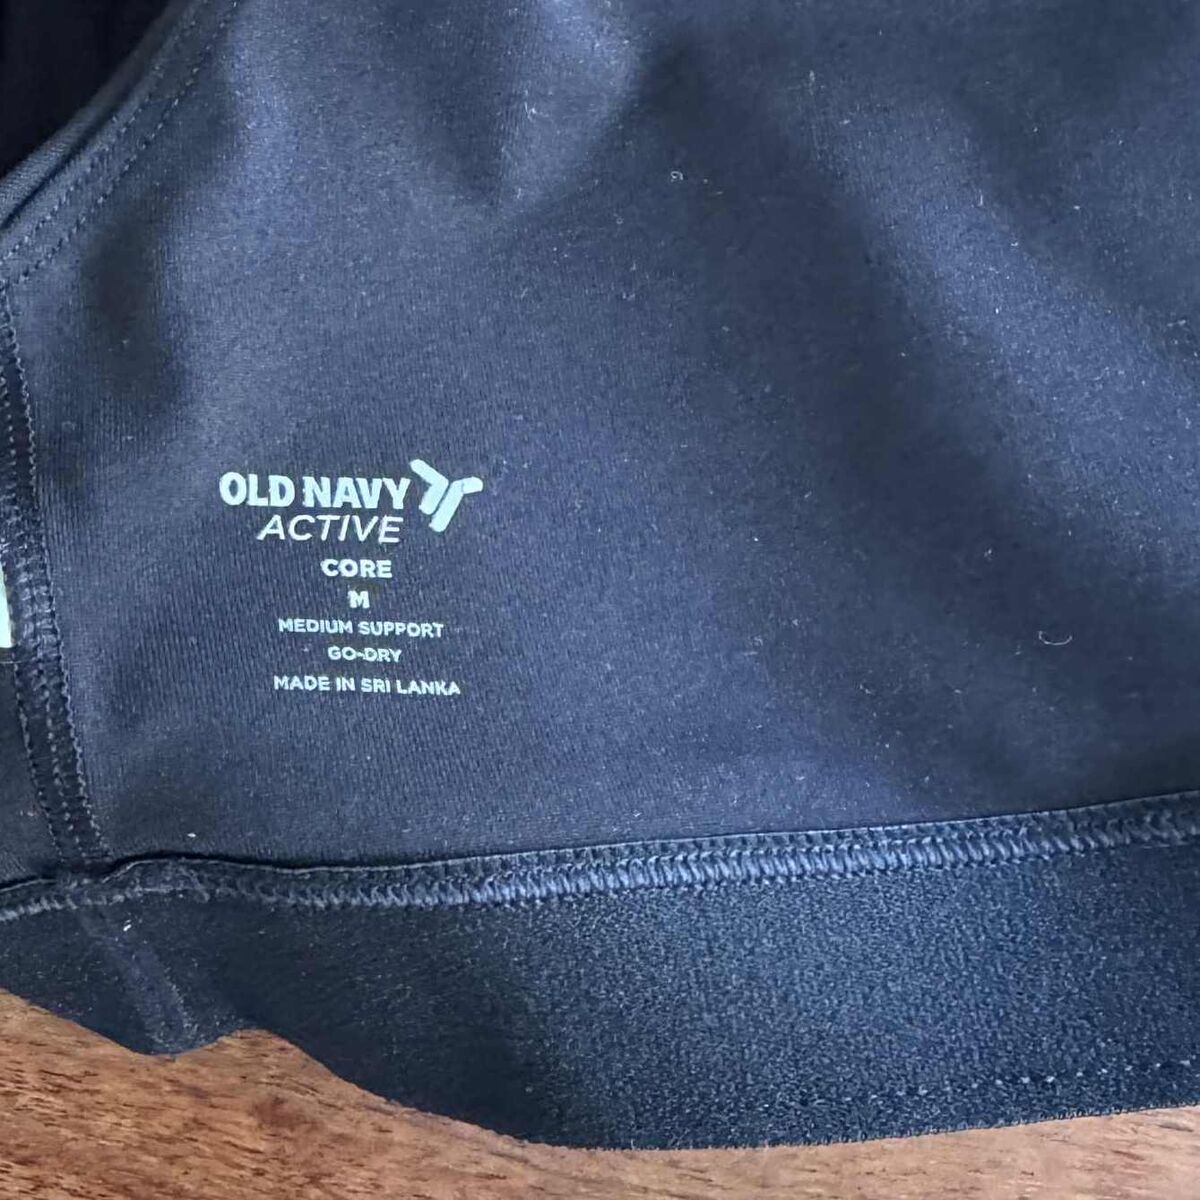 OLD NAVY
ACTIVE
CORE
M
MEDIUM SUPPORT
GO-DRY
MADE IN SRI LANKA